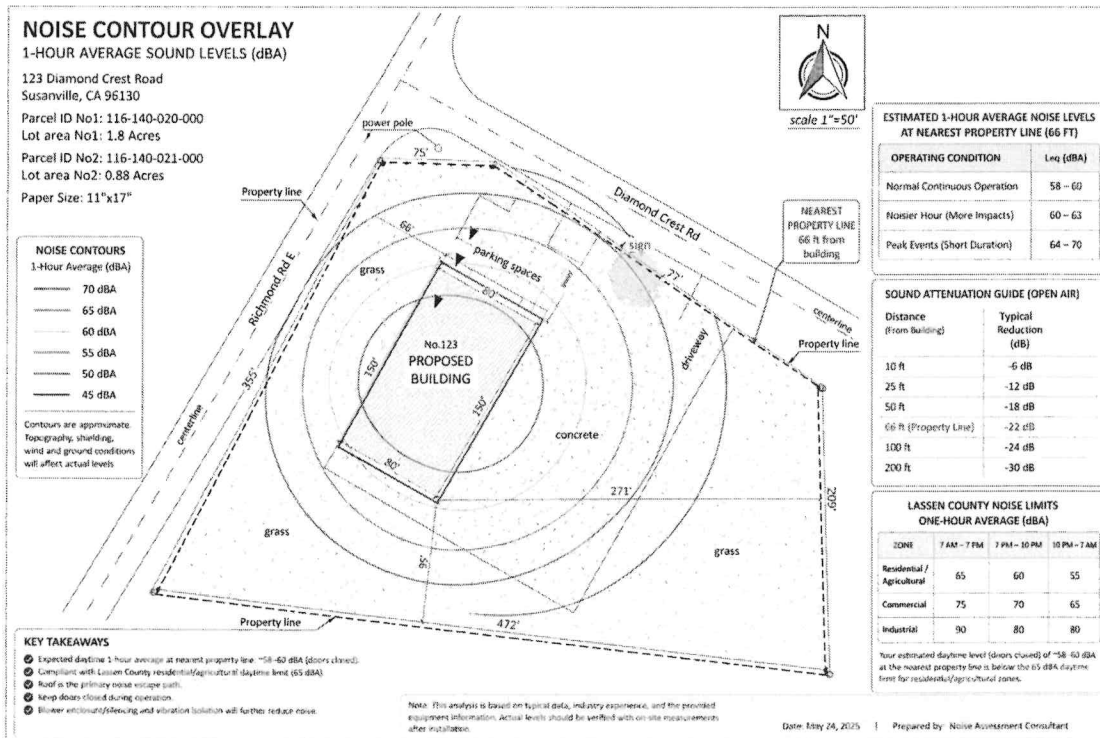 NOISE CONTOUR OVERLAY
1-HOUR AVERAGE SOUND LEVELS (dBA)
123 Diamond Crest Road
Susanville, CA 96130
Parcel ID No1: 116-140-020-000
Lot area No1: 1.8 Acres
Parcel ID No2: 116-140-021-000
Lot area No2: 0.88 Acres
Paper Size: 11"x17"
NOISE CONTOURS
1-Hour Average (dBA)
70 dBA
65 dBA
60 dBA
55 dBA
50 dBA
45 dBA
Contours are approximate.
Topography, shielding,
wind and ground conditions
will affect actual levels
power pole
75'
Property line
Richmond Rd E
centerline
355'
66
grass
parking spaces
80'
sign
Diamond Crest Rd
77'
centerline
Property line
driveway
No.123
PROPOSED
BUILDING
150'
150'
80'
concrete
271'
209'
grass
56
grass
Property line
472'
N
scale 1"=50'
NEAREST
PROPERTY LINE
66 ft from
building
ESTIMATED 1-HOUR AVERAGE NOISE LEVELS
AT NEAREST PROPERTY LINE (66 FT)
OPERATING CONDITION Leq (dBA)
Normal Continuous Operation 58 – 60
Noisier Hour (More Impacts) 60 – 63
Peak Events (Short Duration) 64 – 70
SOUND ATTENUATION GUIDE (OPEN AIR)
Distance Typical
(From Building) Reduction
(dB)
10 ft -6 dB
25 ft -12 dB
50 ft -18 dB
66 ft (Property Line) -22 dB
100 ft -24 dB
200 ft -30 dB
LASSEN COUNTY NOISE LIMITS
ONE-HOUR AVERAGE (dBA)
ZONE 7 AM – 7 PM 7 PM – 10 PM 10 PM – 7 AM
Residential / Agricultural 65 60 55
Commercial 75 70 65
Industrial 90 80 80
Your estimated daytime level (doors closed) of ~58 -60 dBA
at the nearest property line is below the 65 dBA daytime
limit for residential/agricultural zones.
KEY TAKEAWAYS
Expected daytime 1-hour average at nearest property line: ~58 -60 dBA (doors closed).
Compliant with Lassen County residential/agricultural daytime limit (65 dBA).
Roof is the primary noise escape path.
Keep doors closed during operation.
Blower enclosure/silencing and vibration isolation will further reduce noise.
Note: This analysis is based on typical data, industry experience, and the provided
equipment information. Actual levels should be verified with on-site measurements
after installation.
Date: May 24, 2025 | Prepared by: Noise Assessment Consultant